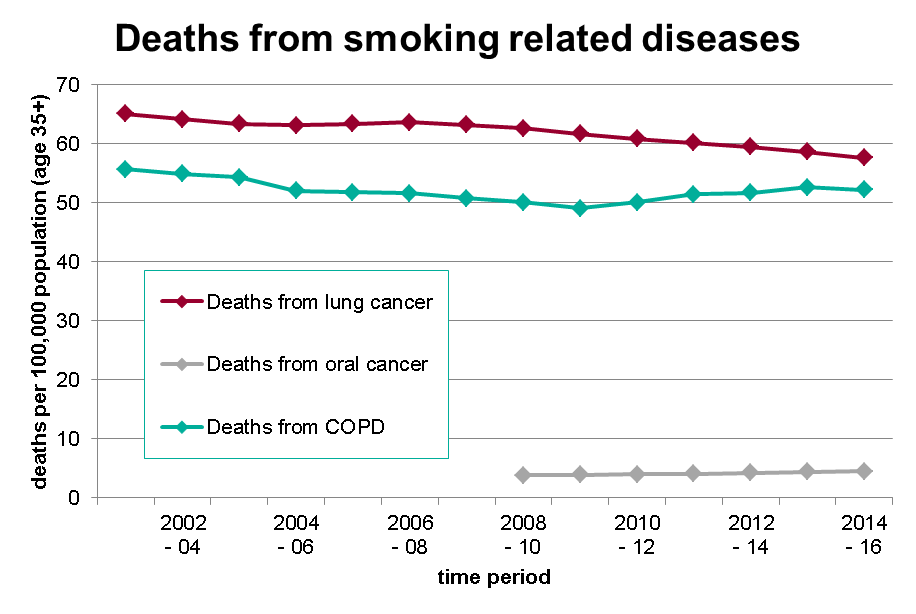 Deaths from smoking related diseases
deaths per 100,000 population (age 35+)
70
60
50
40
30
20
10
0
Deaths from lung cancer
Deaths from oral cancer
Deaths from COPD
2002 2004 2006 2008 2010 2012 2014
- 04 - 06 - 08 - 10 - 12 - 14 - 16
time period